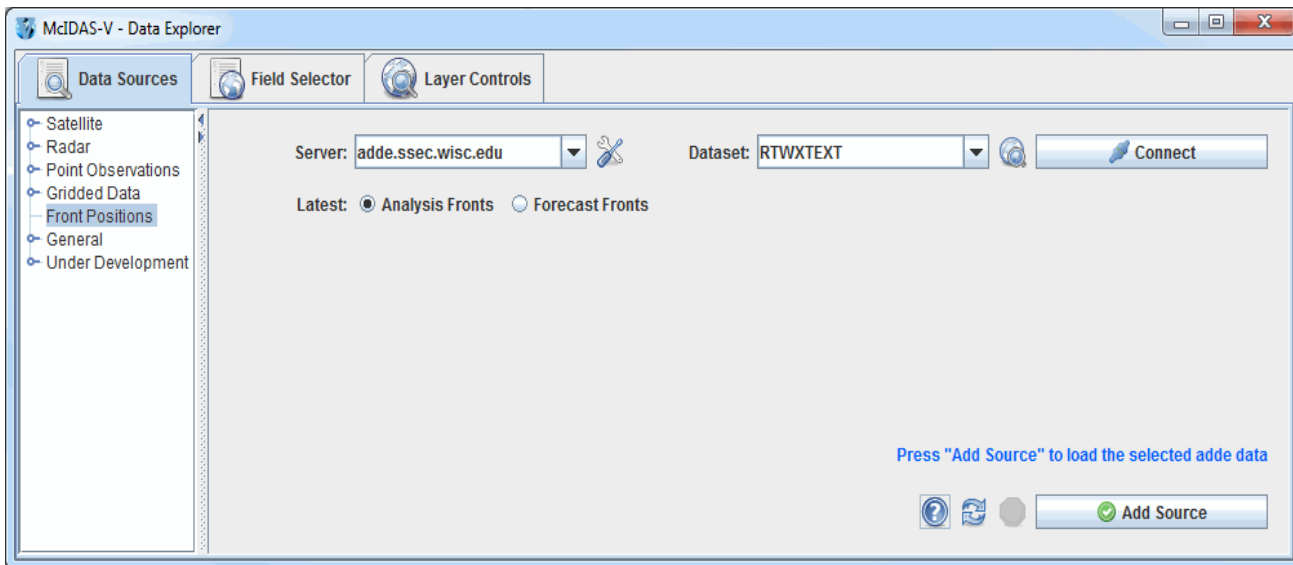 McIDAS-V - Data Explorer
Data Sources
Field Selector
Layer Controls
Satellite
Radar
Point Observations
Gridded Data
Front Positions
General
Under Development
Server: adde.ssec.wisc.edu Dataset: RTWXTEXT Connect
Latest: Analysis Fronts Forecast Fronts
Press "Add Source" to load the selected adde data
Add Source